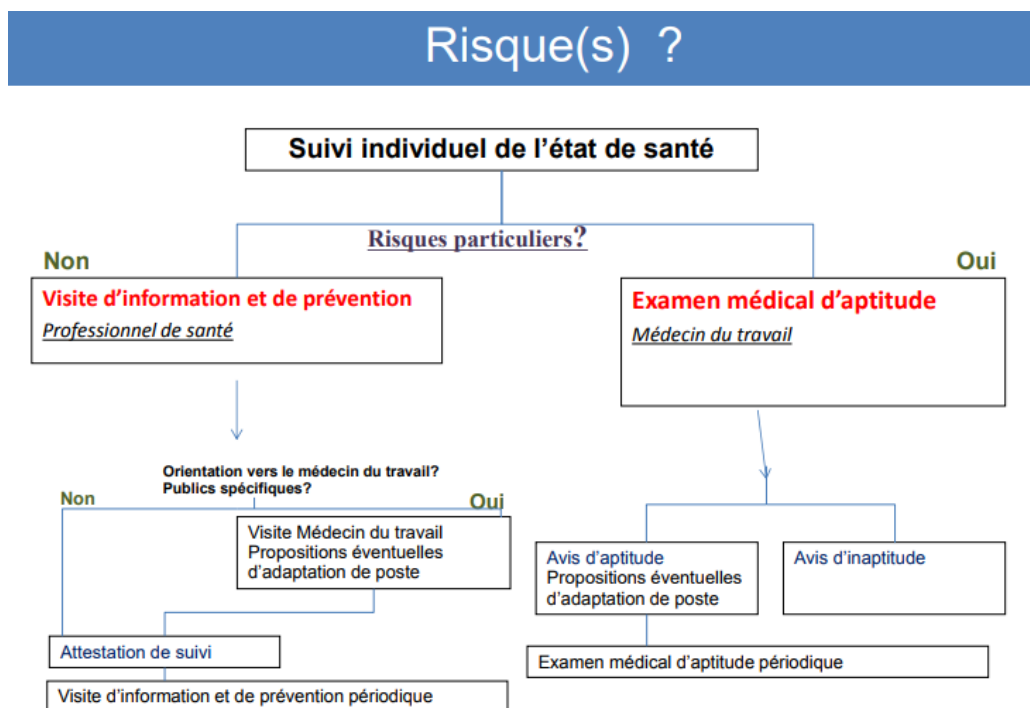 Risque(s) ?
Suivi individuel de l’état de santé
Risques particuliers?
Non
Oui
Visite d’information et de prévention
Professionnel de santé
Examen médical d’aptitude
Médecin du travail
Orientation vers le médecin du travail?
Publics spécifiques?
Non
Oui
Visite Médecin du travail
Propositions éventuelles
d’adaptation de poste
Avis d’aptitude
Propositions éventuelles
d’adaptation de poste
Avis d’inaptitude
Attestation de suivi
Examen médical d’aptitude périodique
Visite d’information et de prévention périodique